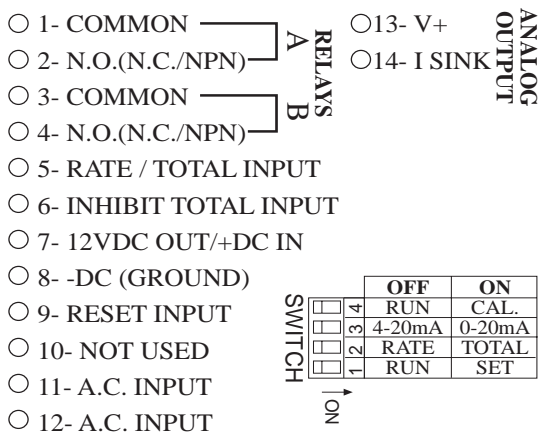 1- COMMON
2- N.O.(N.C./NPN)
A
3- COMMON
4- N.O.(N.C./NPN)
B
RELAYS
5- RATE / TOTAL INPUT
6- INHIBIT TOTAL INPUT
7- 12VDC OUT/+DC IN
8- -DC (GROUND)
9- RESET INPUT
10- NOT USED
11- A.C. INPUT
12- A.C. INPUT
13- V+
14- I SINK
ANALOG
OUTPUT
SWITCH
OFF ON
4 RUN CAL.
3 4-20mA 0-20mA
2 RATE TOTAL
1 RUN SET
ON